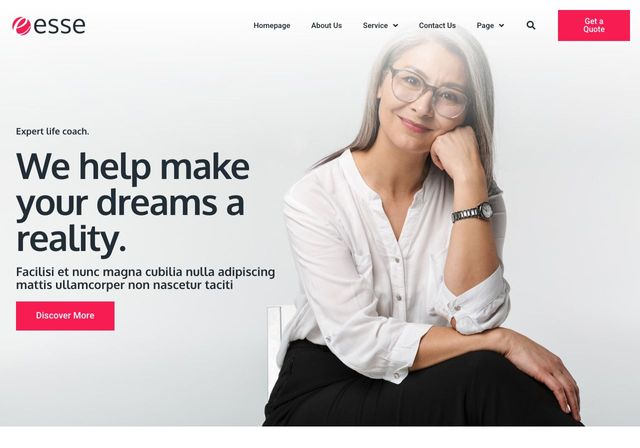 esse
Homepage
About Us
Service
Contact Us
Page
Get a
Quote
Expert life coach.
We help make
your dreams a
reality.
Facilisi et nunc magna cubilia nulla adipiscing
mattis ullamcorper non nascetur taciti
Discover More